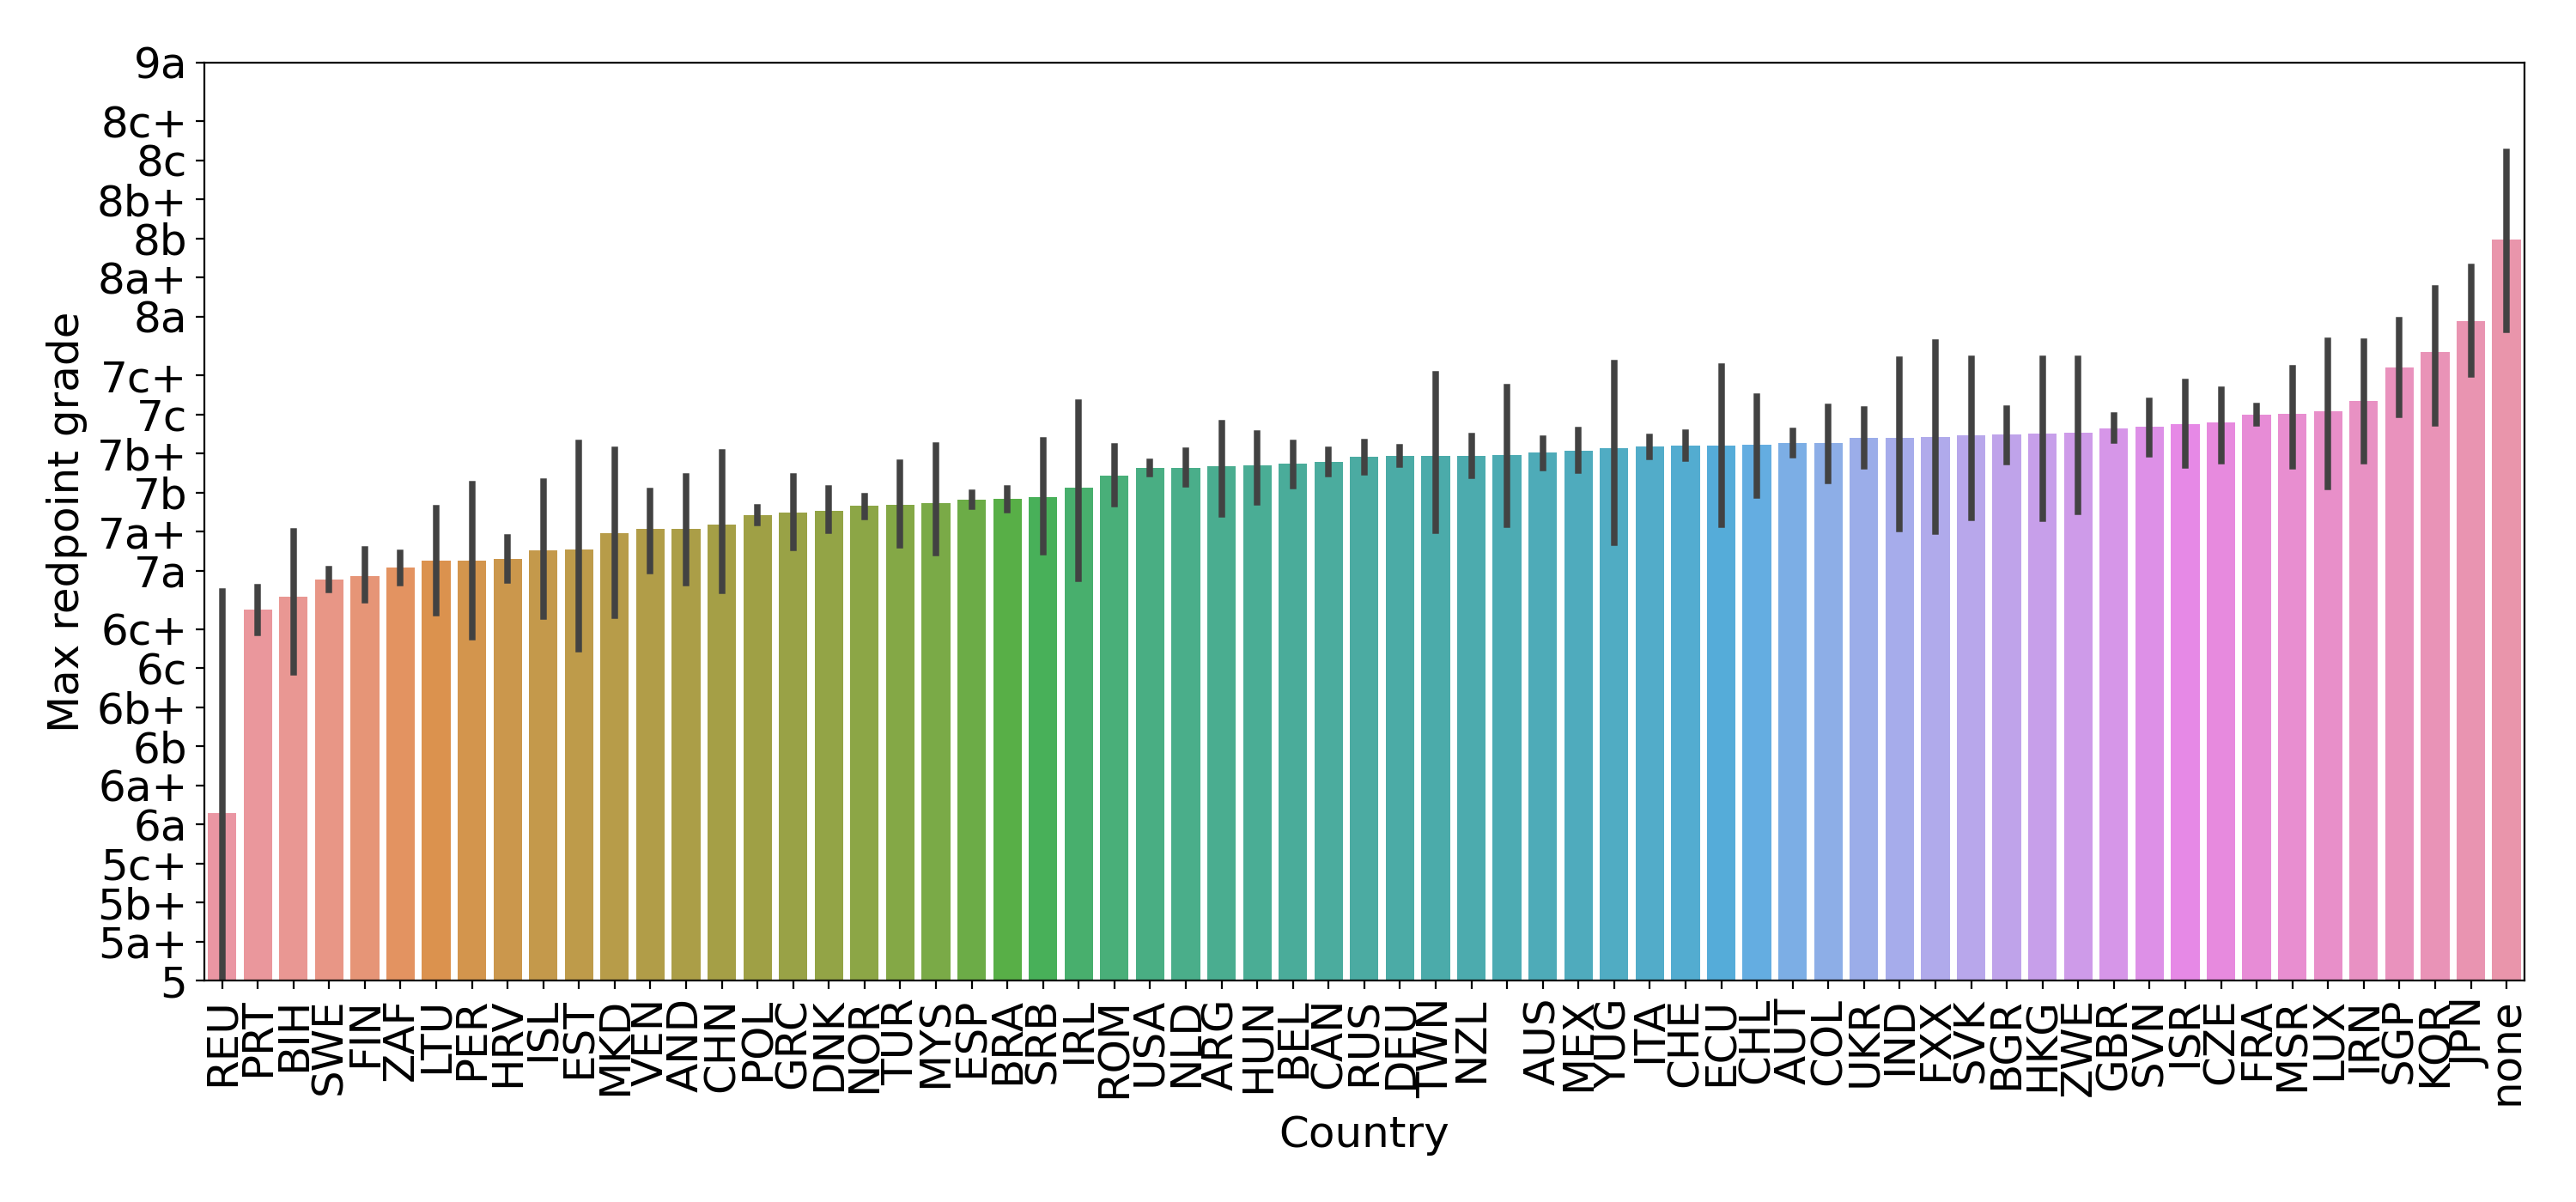 Max redpoint grade
9a
8c+
8c
8b+
8b
8a+
8a
7c+
7c
7b+
7b
7a+
7a
6c+
6c
6b+
6b
6a+
6a
5c+
5b+
5a+
5
REU
PRT
BIH
SWE
FIN
ZAF
LTU
PER
HRV
ISL
EST
MKD
VEN
AND
CHN
POL
GRC
DNK
NOR
TUR
MYS
ESP
BRA
SRB
IRL
ROM
USA
NLD
ARG
HUN
BEL
CAN
RUS
DEU
TWN
NZL
AUS
MEX
YUG
ITA
CHE
ECU
CHL
AUT
COL
UKR
IND
FXX
SVK
BGR
HKG
ZWE
GBR
SVN
ISR
CZE
FRA
MSR
LUX
IRN
SGP
KOR
JPN
none
Country